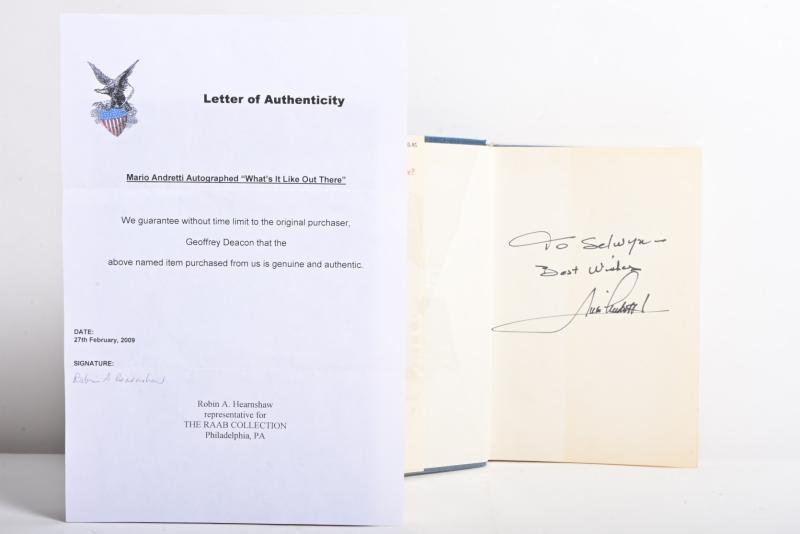 Letter of Authenticity
Mario Andretti Autographed "What's It Like Out There"
We guarantee without time limit to the original purchaser,
Geoffrey Deacon that the
above named item purchased from us is genuine and authentic.
DATE:
27th February, 2009
SIGNATURE:
Robin A Hearnshaw
Robin A. Hearnshaw
representative for
THE RAAB COLLECTION
Philadelphia, PA
To Selwyn —
Best Wishes